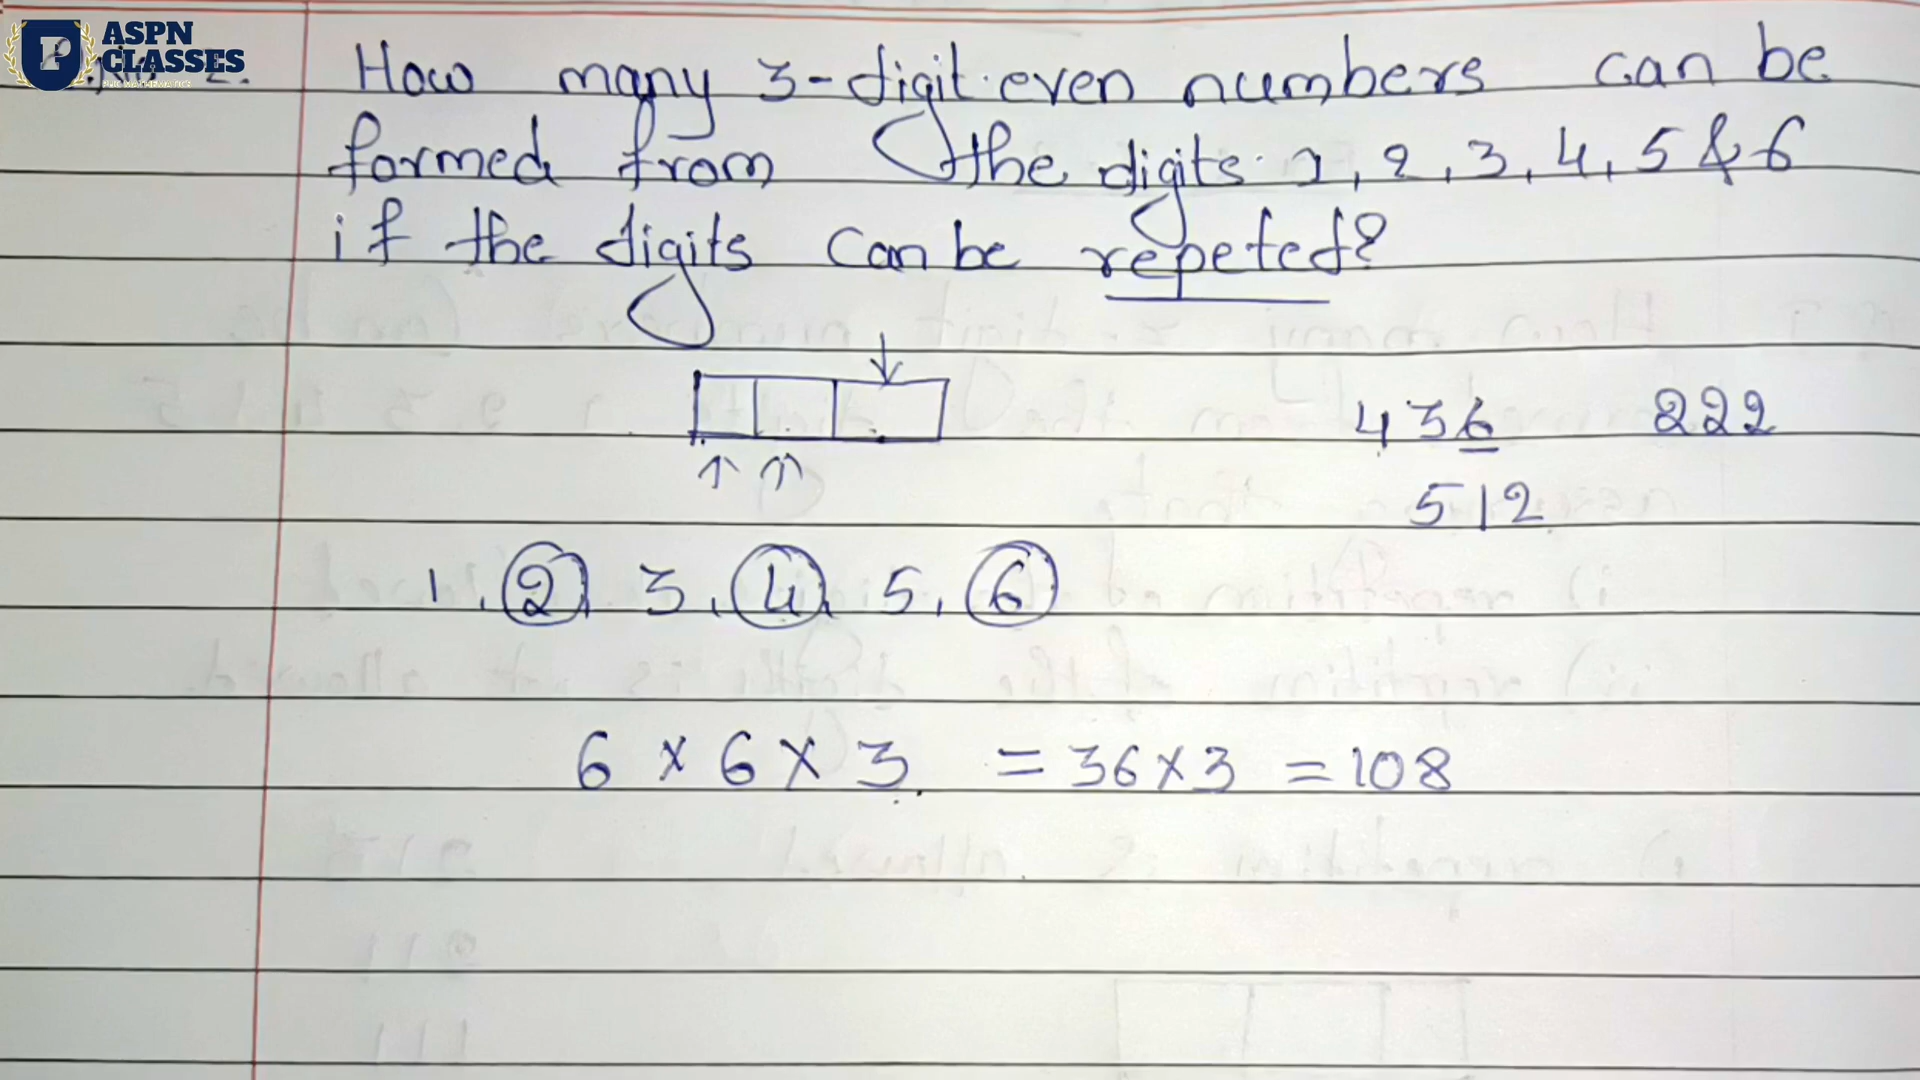 ASPN
CLASSES
How many 3-digit even numbers can be
formed from the digits 1, 2, 3, 4, 5 & 6
if the digits can be repeted?
436 222
512
1, 2, 3, 4, 5, 6
6 × 6 × 3 = 36 × 3 = 108